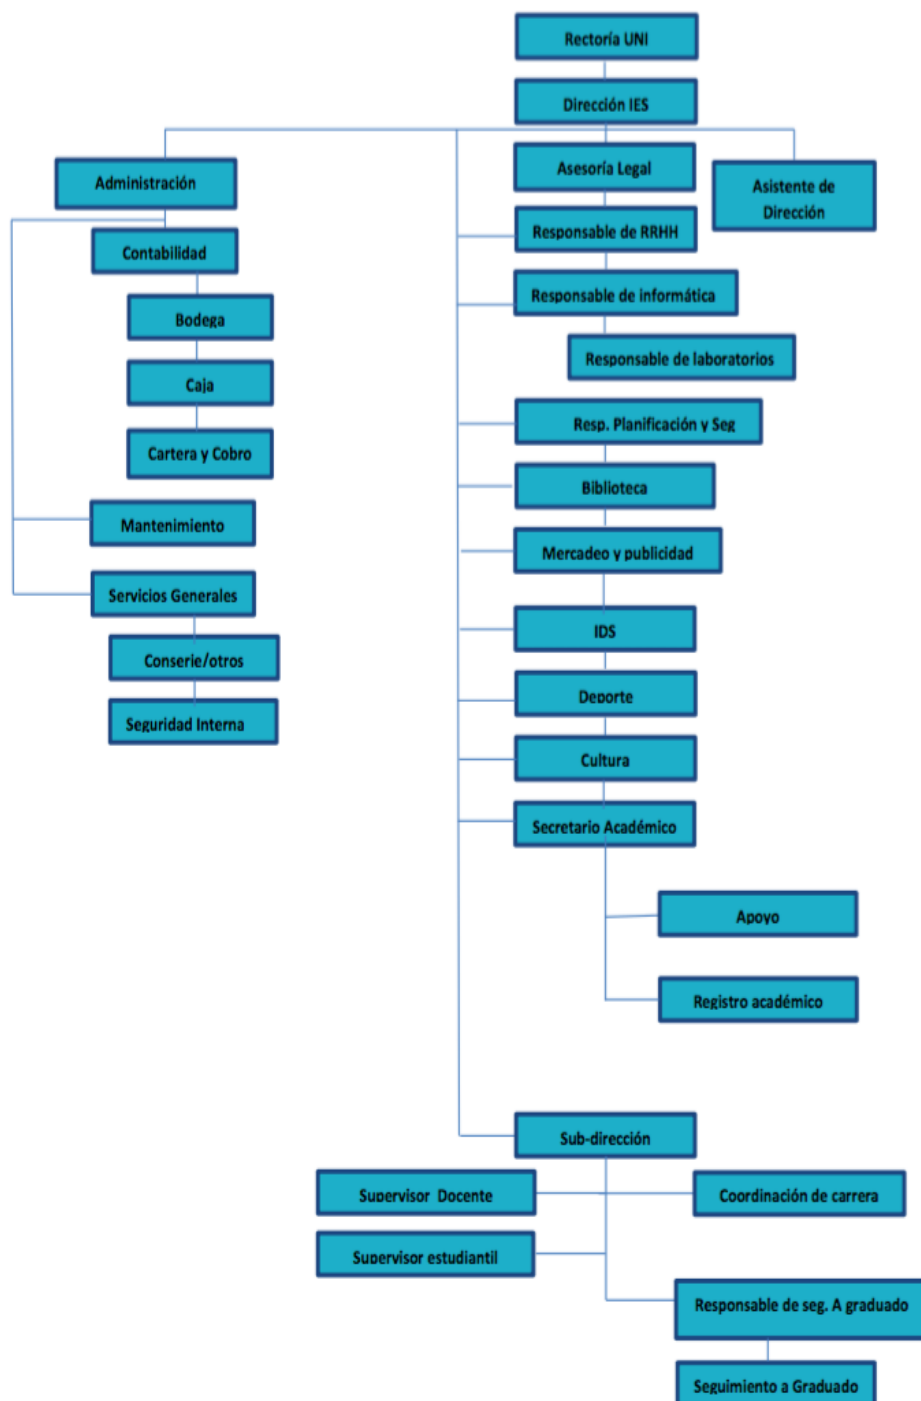 Rectoría UNI
Dirección IES
Administración
Asesoría Legal
Asistente de
Dirección
Contabilidad
Responsable de RRHH
Bodega
Responsable de informática
Caja
Responsable de laboratorios
Cartera y Cobro
Resp. Planificación y Seg
Biblioteca
Mantenimiento
Mercadeo y publicidad
Servicios Generales
IDS
Conserie/otros
Deporte
Seguridad Interna
Cultura
Secretario Académico
Apoyo
Registro académico
Sub-dirección
Supervisor Docente
Coordinación de carrera
Supervisor estudiantil
Responsable de seg. A graduado
Seguimiento a Graduado